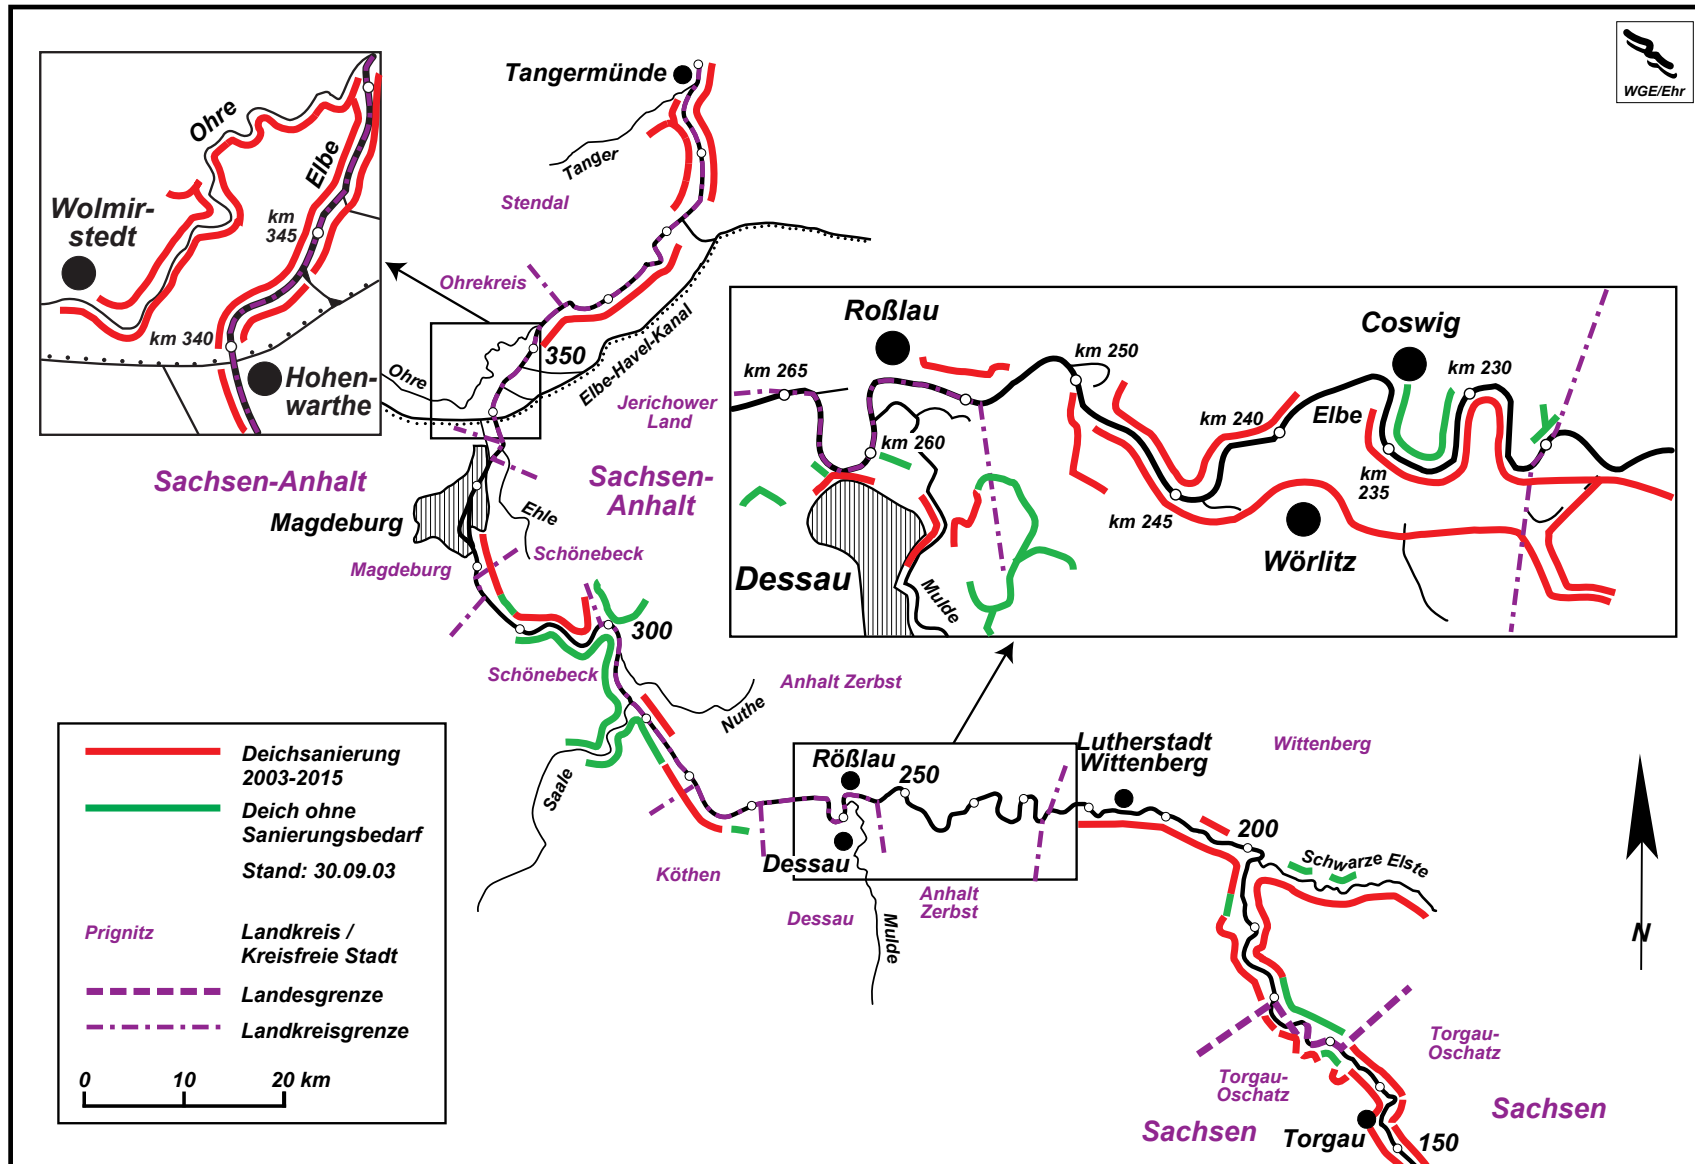 WGE/Ehr
Tangermünde
Ohre
Elbe
Wolmir-
stedt
km
345
km 340
Hohen-
warthe
Tanger
Stendal
Ohrekreis
350
Ohre
Elbe-Havel-Kanal
Jerichower
Land
Sachsen-Anhalt
Sachsen-
Anhalt
Magdeburg
Ehle
Schönebeck
Magdeburg
300
Schönebeck
Nuthe
Anhalt Zerbst
Saale
Roßlau
Coswig
km 265
km 250
km 230
km 260
km 240
Elbe
km
235
km 245
Dessau
Mulde
Wörlitz
Rößlau
250
Lutherstadt
Wittenberg
Wittenberg
Dessau
200
Schwarze Elste
Köthen
Dessau
Mulde
Anhalt
Zerbst
N
Torgau-
Oschatz
Torgau-
Oschatz
Sachsen
Sachsen
Torgau
150
Deichsanierung
2003-2015
Deich ohne
Sanierungsbedarf
Stand: 30.09.03
Prignitz
Landkreis /
Kreisfreie Stadt
Landesgrenze
Landkreisgrenze
0 10 20 km